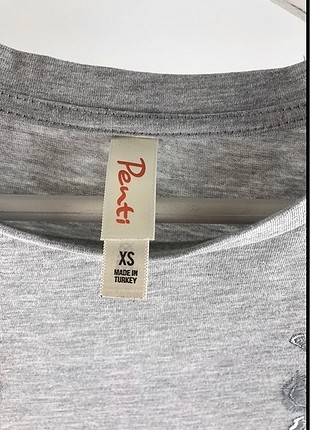 Penti
XS
MADE IN
TURKEY